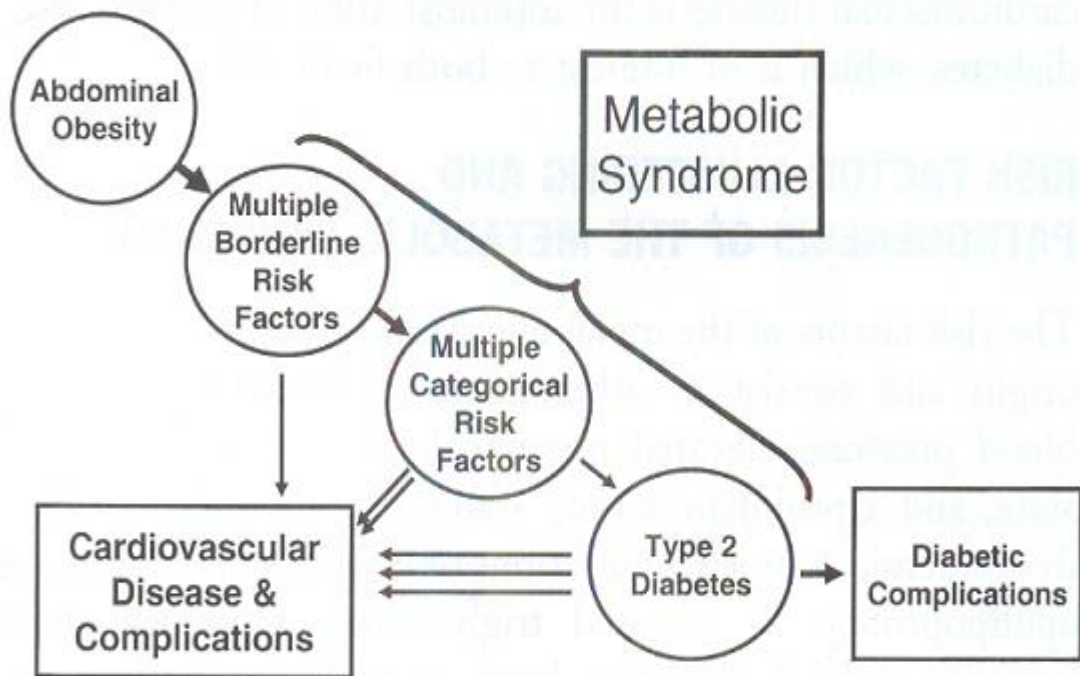 Abdominal
Obesity
Metabolic
Syndrome
Multiple
Borderline
Risk
Factors
Multiple
Categorical
Risk
Factors
Cardiovascular
Disease &
Complications
Type 2
Diabetes
Diabetic
Complications